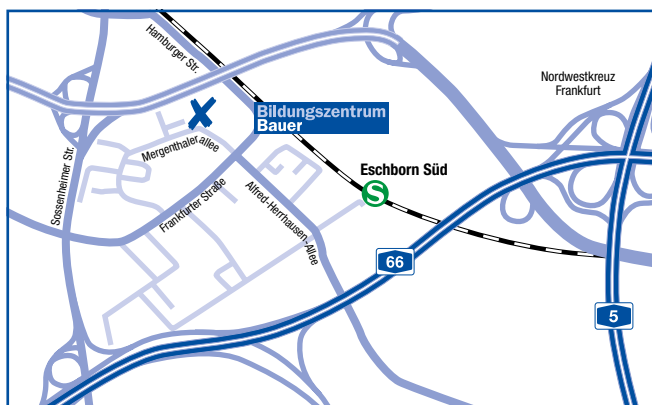 Hamburger Str.
Nordwestkreuz
Frankfurt
Bildungszentrum
Bauer
Mergenthalerallee
Sossenheimer Str.
Eschborn Süd
S
Frankfurter Straße
Alfred-Herrhausen-Allee
66
5